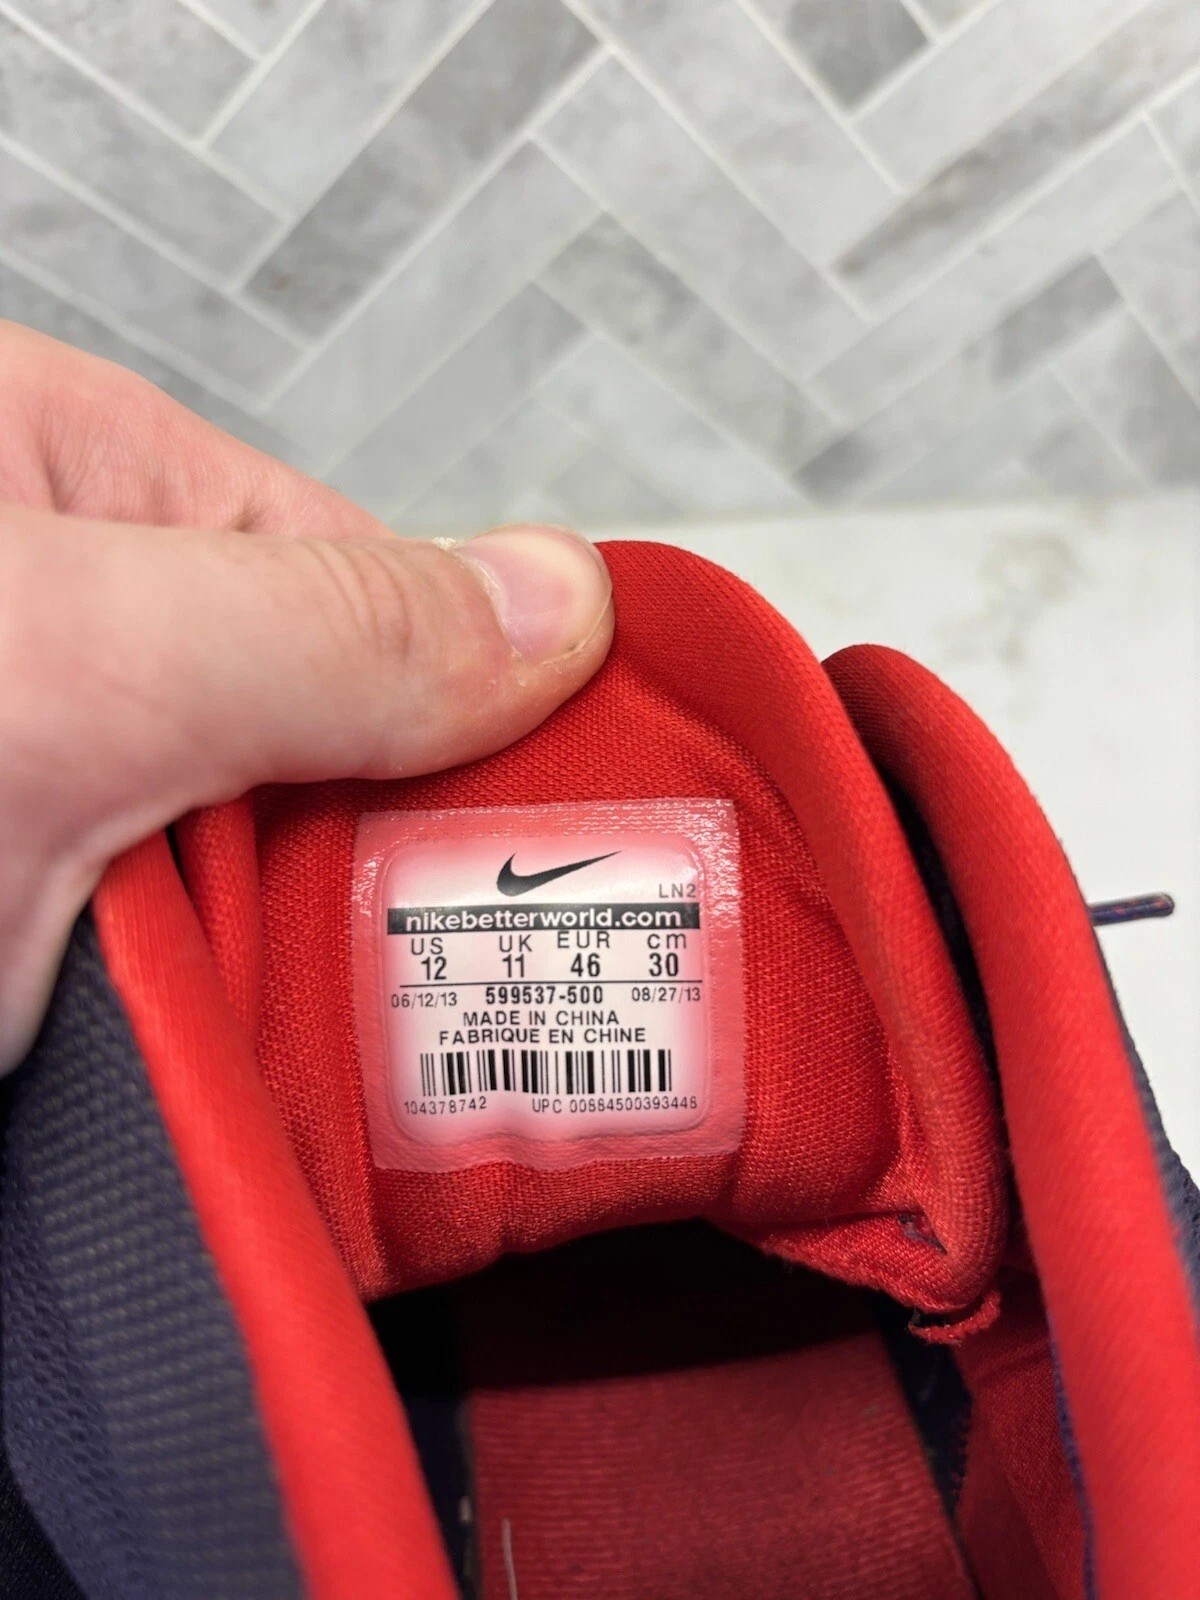 LN2
nikebetterworld.com
US UK EUR cm
12 11 46 30
06/12/13 599537-500 08/27/13
MADE IN CHINA
FABRIQUE EN CHINE
104378742 UPC 00884500393448